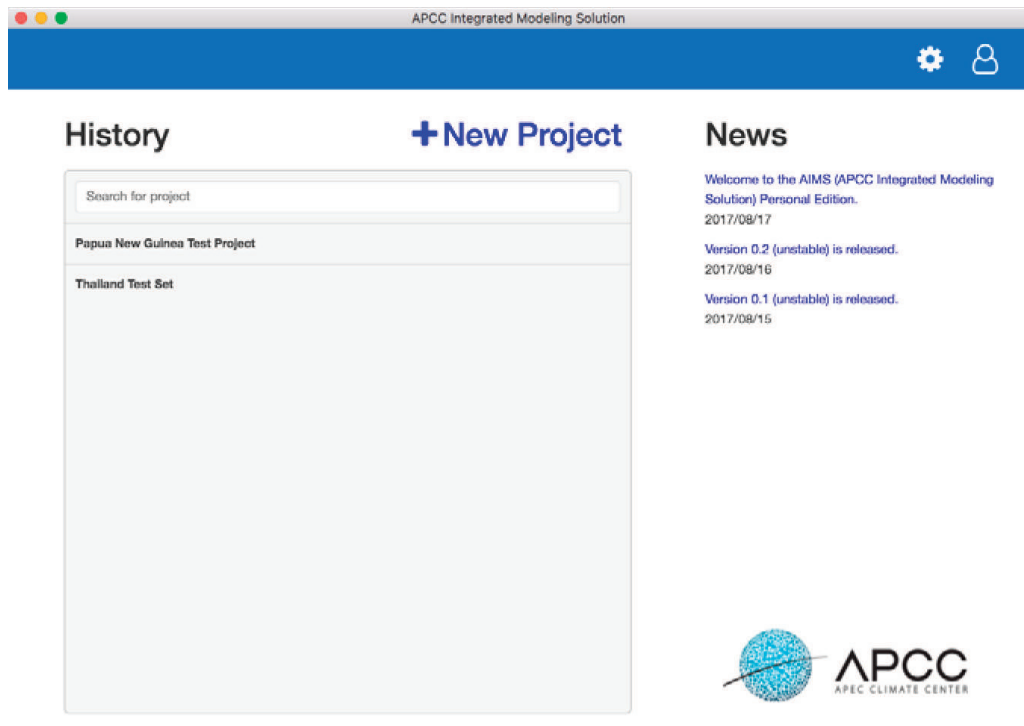 APCC Integrated Modeling Solution
History
+New Project
Search for project
Papua New Guinea Test Project
Thailand Test Set
News
Welcome to the AIMS (APCC Integrated Modeling
Solution) Personal Edition.
2017/08/17
Version 0.2 (unstable) is released.
2017/08/16
Version 0.1 (unstable) is released.
2017/08/15
APCC
APEC CLIMATE CENTER